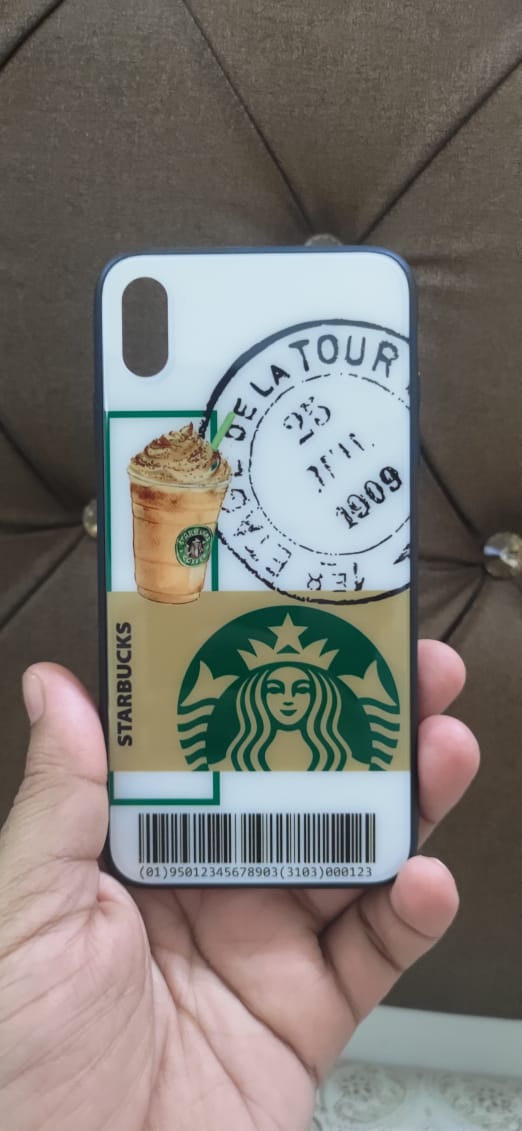 DE LA TOUR
25
1909
STARBUCKS
(01)95012345678903(3103)000123